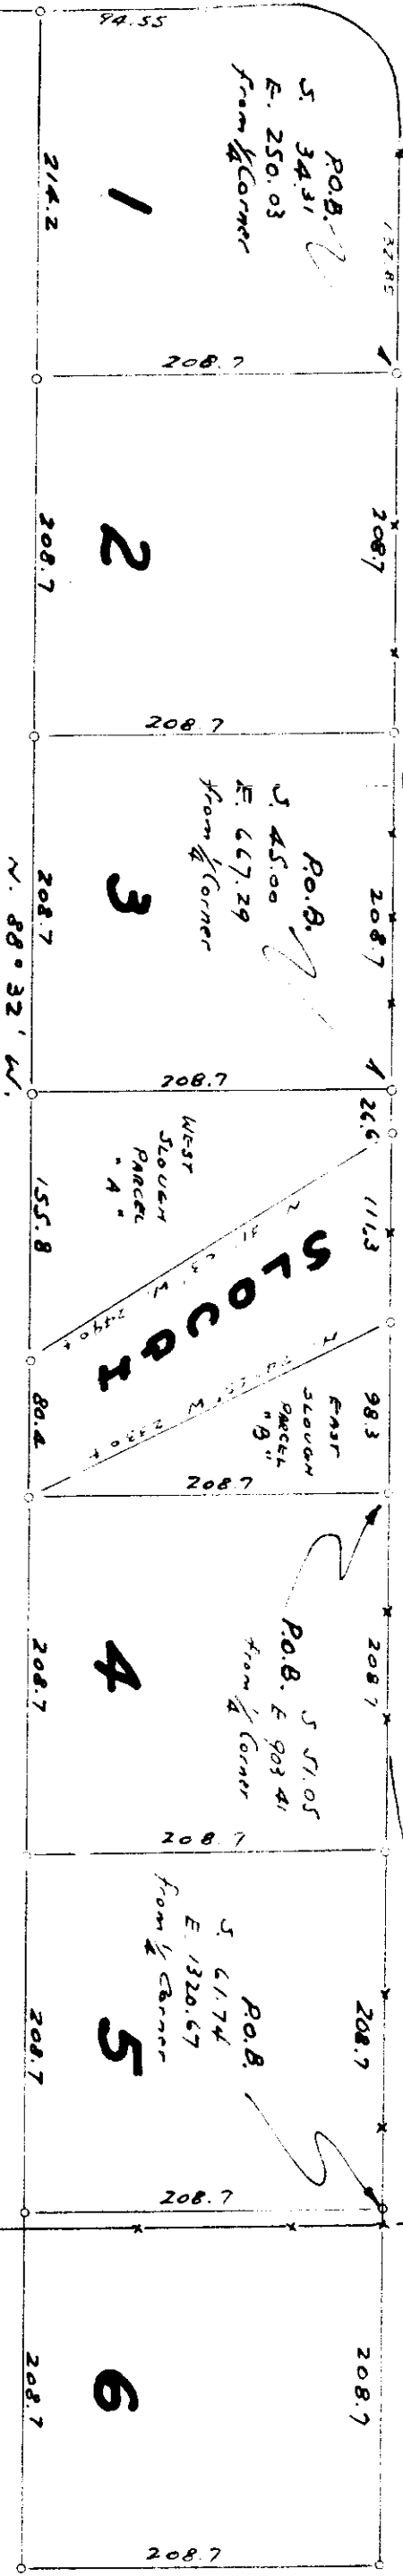 94.55
P.O.B.
S. 34.31
E. 250.03
from 1/4 Corner
132.85
1
214.2
208.7
208.7
2
208.7
208.7
P.O.B.
S. 45.00
E. 667.29
from 1/4 Corner
208.7
3
208.7
N. 88° 32' W.
208.7
26.6
111.3
98.3
WEST
SLOUGH
PARCEL
"A"
SLOUGH
EAST
SLOUGH
PARCEL
"B"
155.8
80.4
208.7
208.7
P.O.B. S 51.05
E 903.41
from 1/4 Corner
4
208.7
208.7
208.7
P.O.B.
S. 61.74
E. 1320.67
from 1/4 Corner
5
208.7
208.7
208.7
6
208.7
208.7